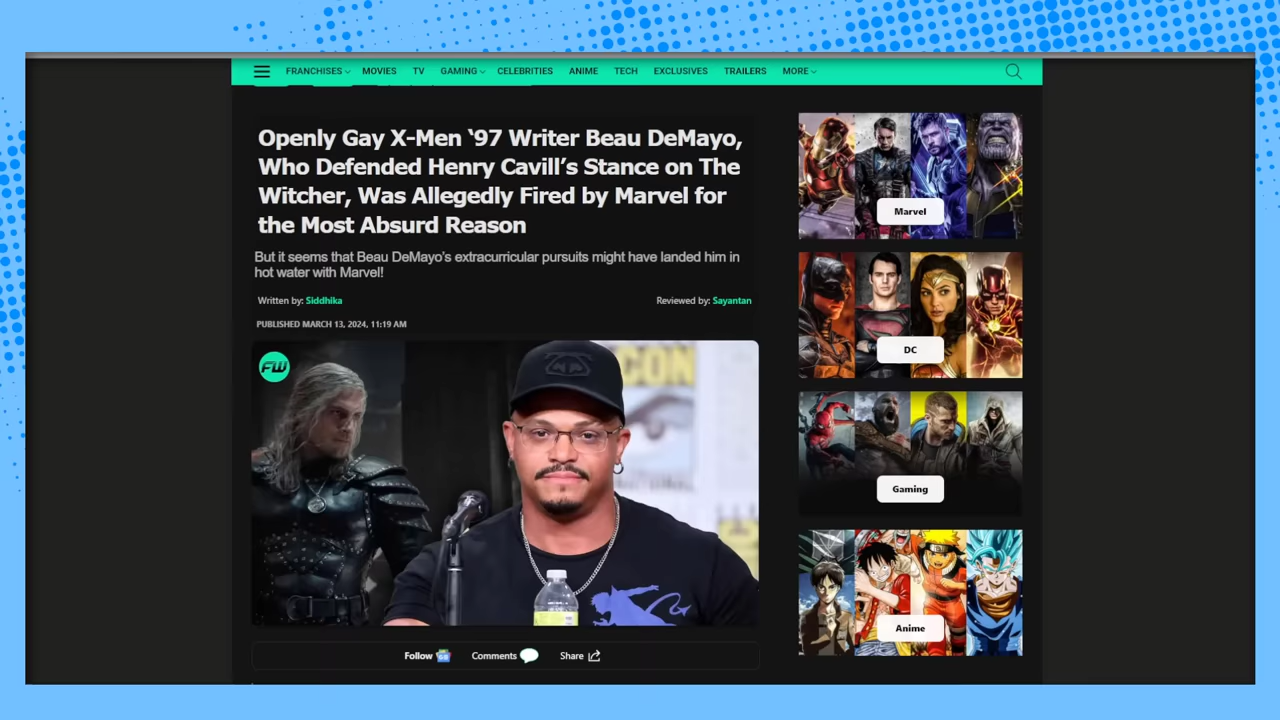 FRANCHISES MOVIES TV GAMING CELEBRITIES ANIME TECH EXCLUSIVES TRAILERS MORE
Openly Gay X-Men ‘97 Writer Beau DeMayo,
Who Defended Henry Cavill’s Stance on The
Witcher, Was Allegedly Fired by Marvel for
the Most Absurd Reason
But it seems that Beau DeMayo’s extracurricular pursuits might have landed him in
hot water with Marvel!
Written by: Siddhika
Reviewed by: Sayantan
PUBLISHED MARCH 13, 2024, 11:19 AM
FW
CON
Follow
Comments
Share
Marvel
DC
Gaming
Anime